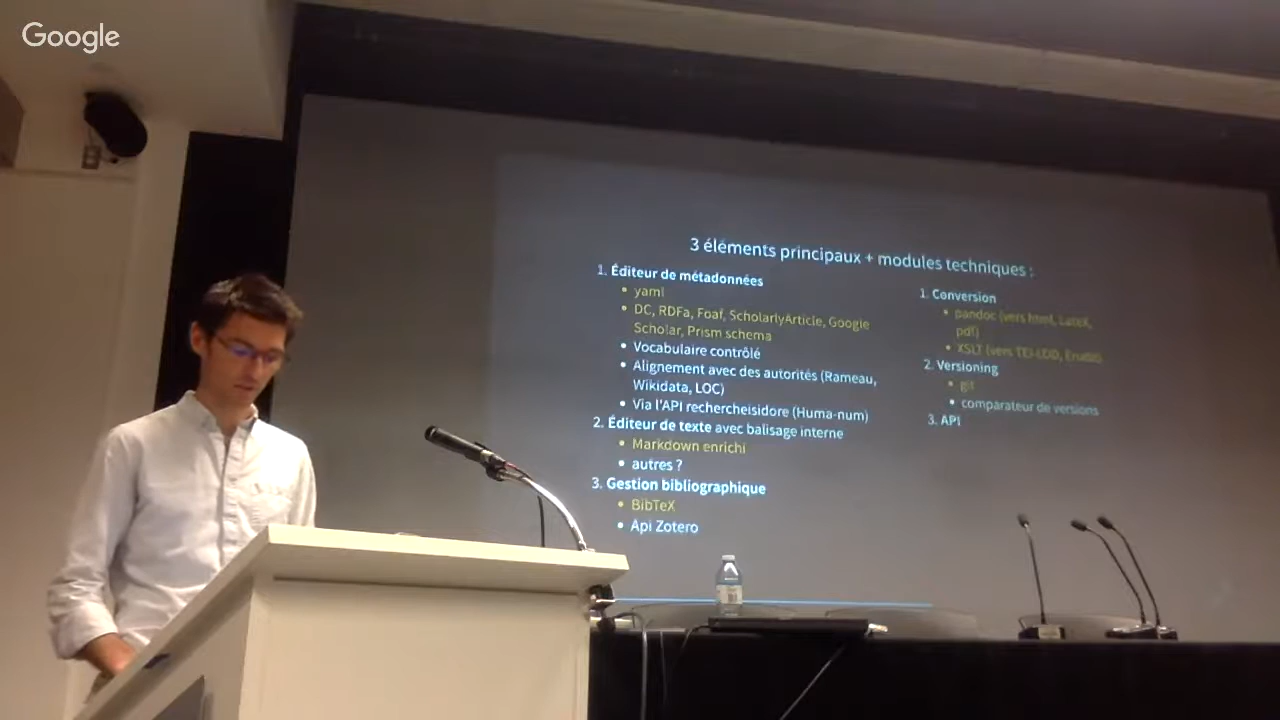 Google
3 éléments principaux + modules techniques :
1. Éditeur de métadonnées
• yaml
• DC, RDFa, Foaf, ScholarlyArticle, Google
Scholar, Prism schema
• Vocabulaire contrôlé
• Alignement avec des autorités (Rameau,
Wikidata, LOC)
• Via l'API rechercheisidore (Huma-num)
2. Éditeur de texte avec balisage interne
• Markdown enrichi
• autres ?
3. Gestion bibliographique
• BibTeX
• Api Zotero
1. Conversion
• pandoc (vers html, LateX,
pdf)
• XSLT (vers TEI-LOD, Erudit)
2. Versioning
• git
• comparateur de versions
3. API